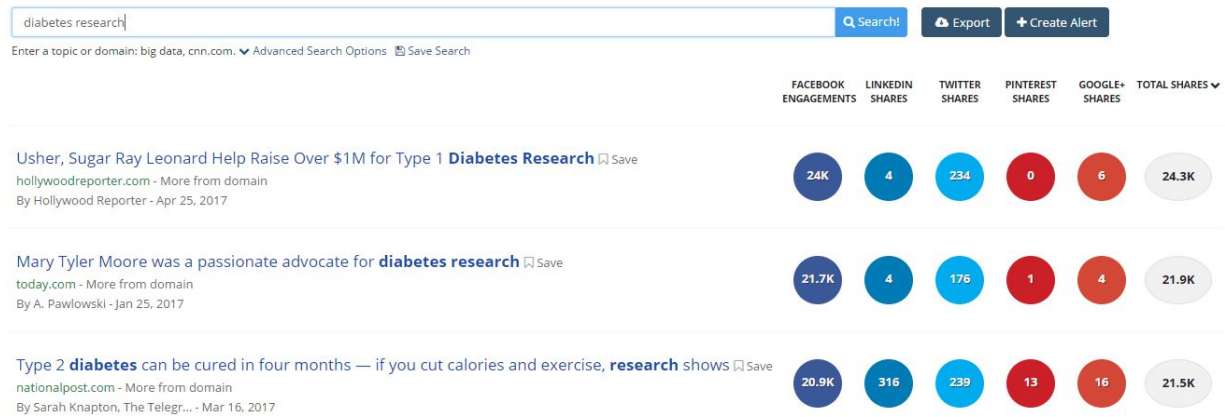 diabetes research
Search!
Export
Create Alert
Enter a topic or domain: big data, cnn.com. Advanced Search Options Save Search
FACEBOOK ENGAGEMENTS LINKEDIN SHARES TWITTER SHARES PINTEREST SHARES GOOGLE+ SHARES TOTAL SHARES
Usher, Sugar Ray Leonard Help Raise Over $1M for Type 1 Diabetes Research Save
hollywoodreporter.com - More from domain
By Hollywood Reporter - Apr 25, 2017
24K 4 234 0 6 24.3K
Mary Tyler Moore was a passionate advocate for diabetes research Save
today.com - More from domain
By A. Pawlowski - Jan 25, 2017
21.7K 4 176 1 4 21.9K
Type 2 diabetes can be cured in four months — if you cut calories and exercise, research shows Save
nationalpost.com - More from domain
By Sarah Knapton, The Telegr... - Mar 16, 2017
20.9K 316 239 13 16 21.5K